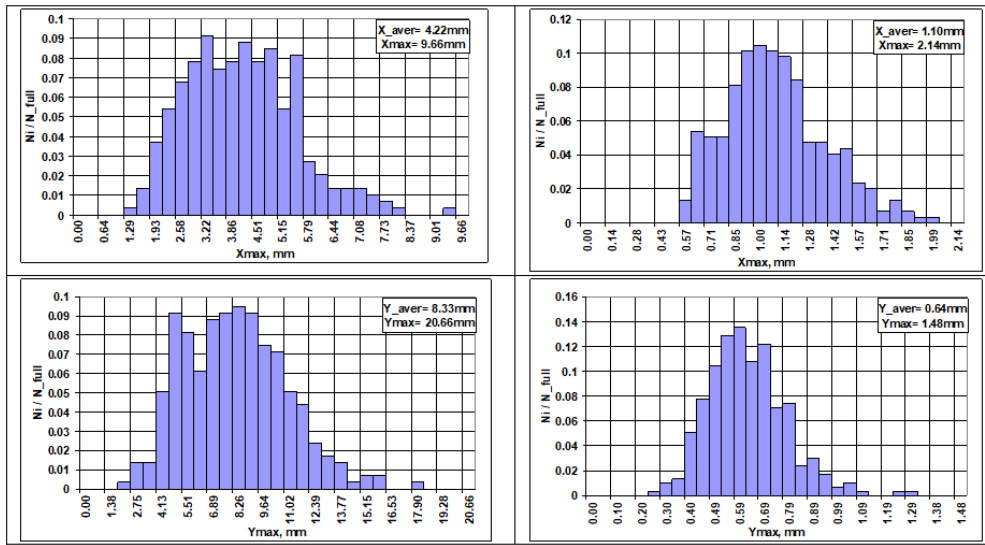 X_aver= 4.22mm
Xmax= 9.66mm
0.1
0.09
0.08
0.07
0.06
0.05
0.04
0.03
0.02
0.01
0
Ni / N_full
0.00 0.64 1.29 1.93 2.58 3.22 3.86 4.51 5.15 5.79 6.44 7.08 7.73 8.37 9.01 9.66
Xmax, mm
X_aver= 1.10mm
Xmax= 2.14mm
0.12
0.1
0.08
0.06
0.04
0.02
0
Ni / N_full
0.00 0.14 0.28 0.43 0.57 0.71 0.85 1.00 1.14 1.28 1.42 1.57 1.71 1.85 1.99 2.14
Xmax, mm
Y_aver= 8.33mm
Ymax= 20.66mm
0.1
0.09
0.08
0.07
0.06
0.05
0.04
0.03
0.02
0.01
0
Ni / N_full
0.00 1.38 2.75 4.13 5.51 6.89 8.26 9.64 11.02 12.39 13.77 15.15 16.53 17.90 19.28 20.66
Ymax, mm
Y_aver= 0.64mm
Ymax= 1.48mm
0.16
0.14
0.12
0.1
0.08
0.06
0.04
0.02
0
Ni / N_full
0.00 0.10 0.20 0.30 0.40 0.49 0.59 0.69 0.79 0.89 0.99 1.09 1.19 1.29 1.38 1.48
Ymax, mm